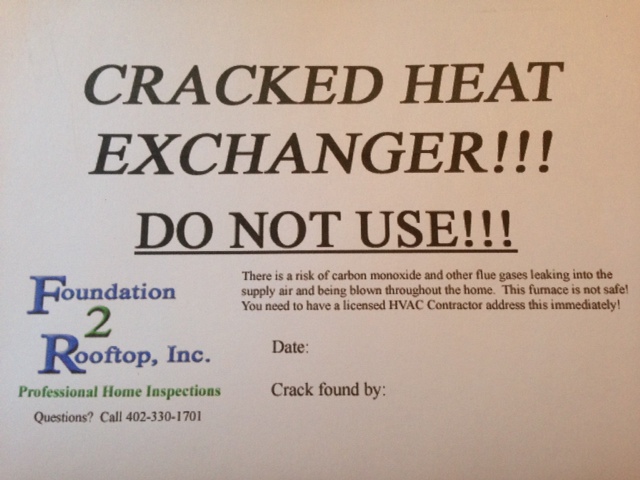 CRACKED HEAT
EXCHANGER!!!
DO NOT USE!!!
There is a risk of carbon monoxide and other flue gases leaking into the
supply air and being blown throughout the home. This furnace is not safe!
You need to have a licensed HVAC Contractor address this immediately!
Foundation
2
Rooftop, Inc.
Professional Home Inspections
Questions? Call 402-330-1701
Date:
Crack found by: